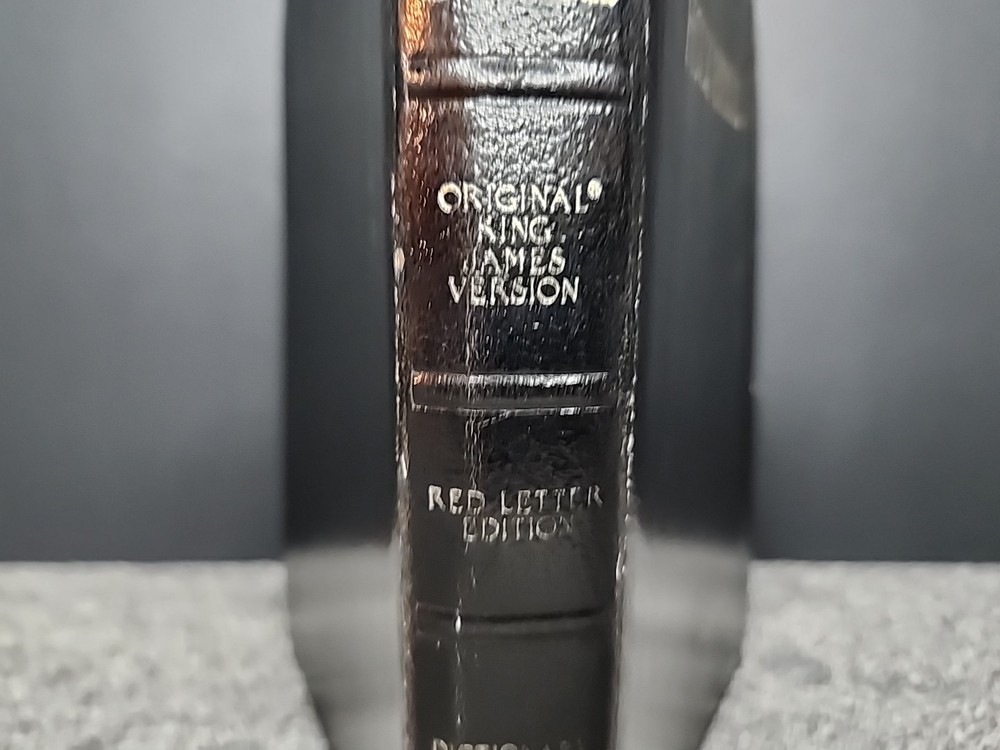 ORIGINAL®
KING
JAMES
VERSION
RED LETTER
EDITION